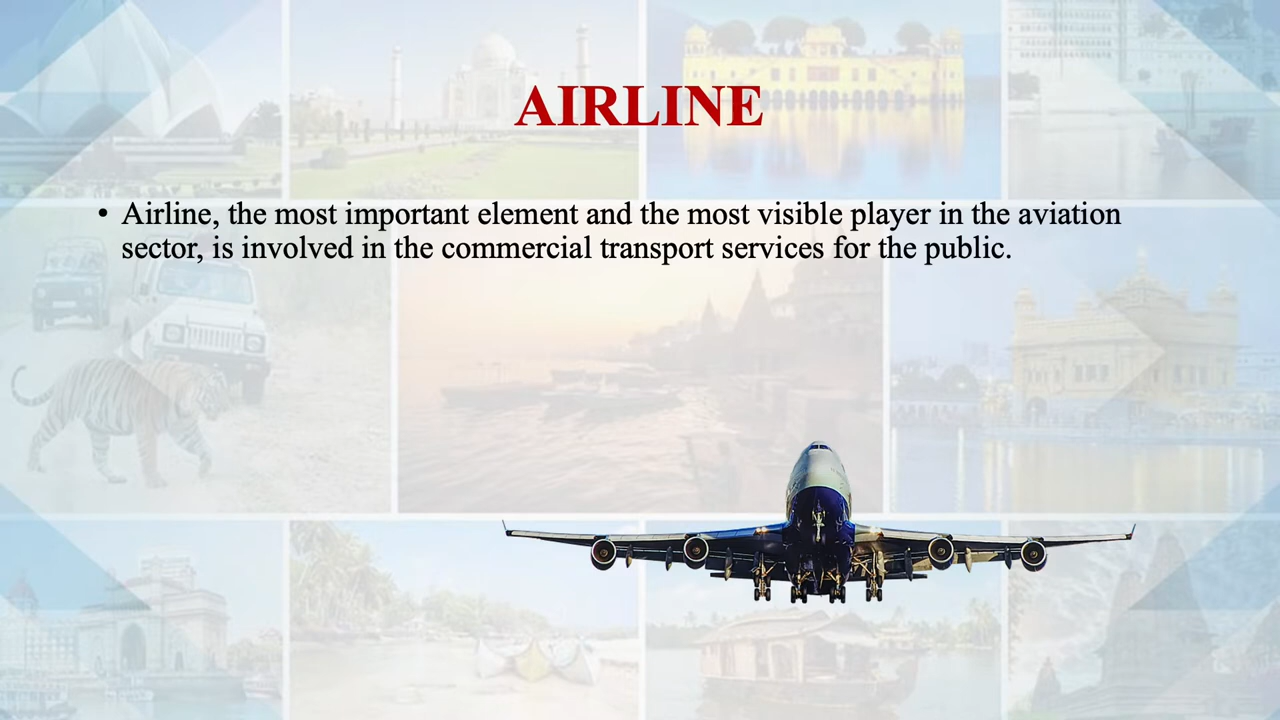 AIRLINE
• Airline, the most important element and the most visible player in the aviation
sector, is involved in the commercial transport services for the public.